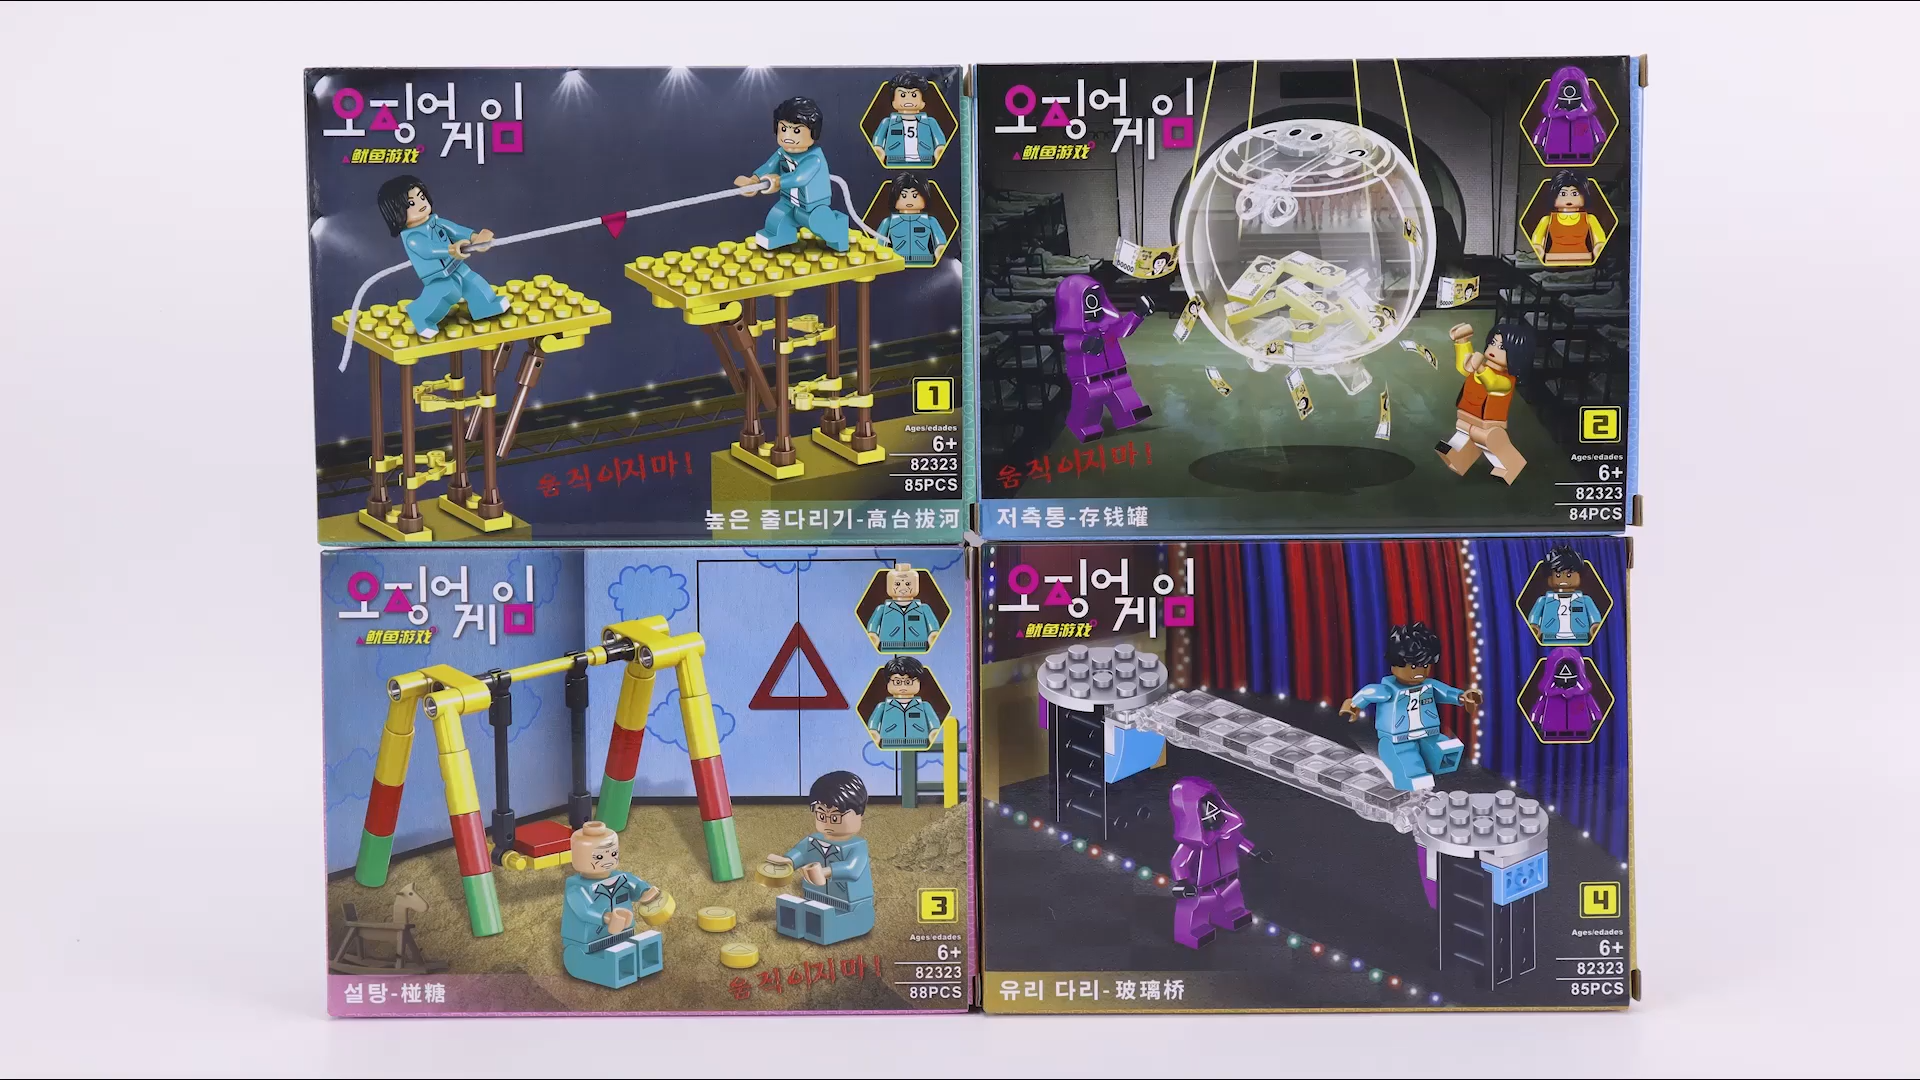 오징어게임
鱿鱼游戏
5
1
Ages/edades
6+
82323
85PCS
움직이지마!
높은 줄다리기-高台拔河
오징어게임
鱿鱼游戏
50000
50000
2
Ages/edades
6+
82323
84PCS
움직이지마!
저축통-存钱罐
오징어게임
鱿鱼游戏
3
Ages/edades
6+
82323
88PCS
움직이지마!
설탕-椪糖
오징어게임
鱿鱼游戏
2
2
4
Ages/edades
6+
82323
85PCS
유리 다리-玻璃桥